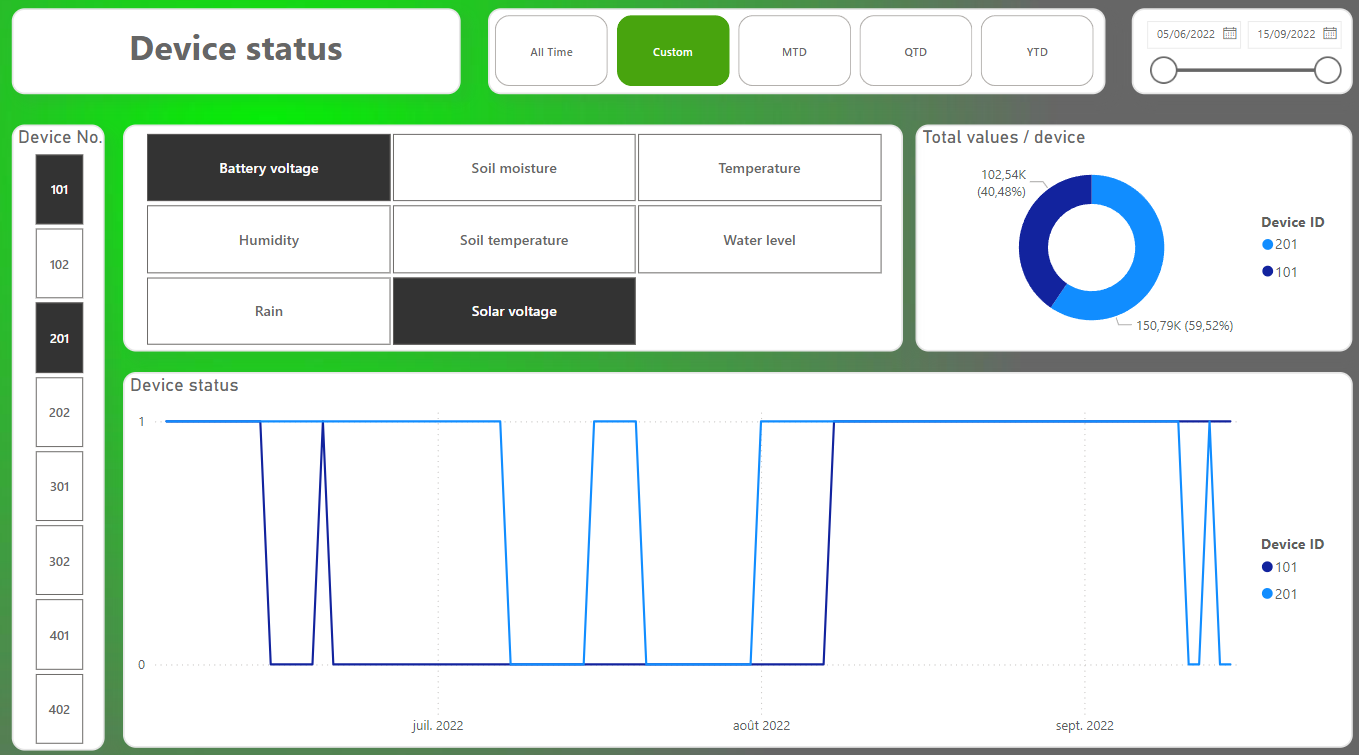 Device status
All Time
Custom
MTD
QTD
YTD
05/06/2022
15/09/2022
Device No.
101
102
201
202
301
302
401
402
Battery voltage
Soil moisture
Temperature
Humidity
Soil temperature
Water level
Rain
Solar voltage
Total values / device
102,54K
(40,48%)
150,79K (59,52%)
Device ID
201
101
Device status
1
0
juil. 2022
août 2022
sept. 2022
Device ID
101
201